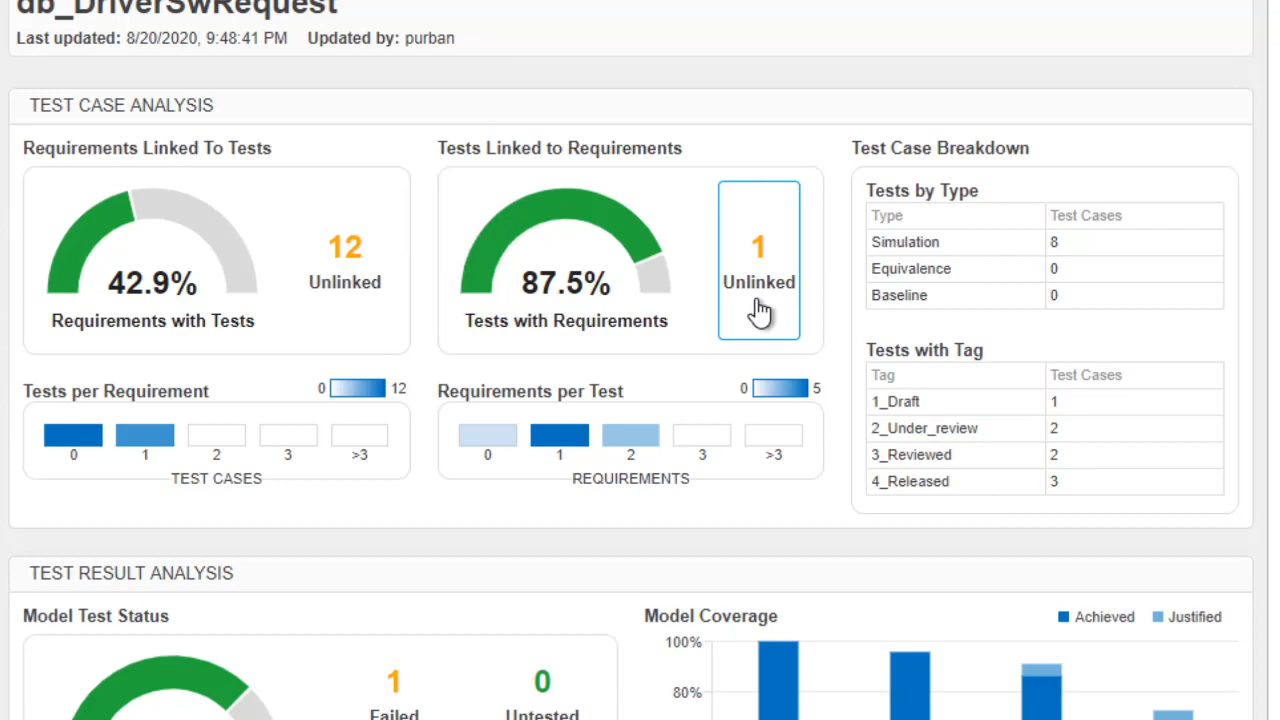 db_DriverSwRequest
Last updated: 8/20/2020, 9:48:41 PM Updated by: purban
TEST CASE ANALYSIS
Requirements Linked To Tests
42.9%
Requirements with Tests
12
Unlinked
Tests per Requirement
0 12
0 1 2 3 >3
TEST CASES
Tests Linked to Requirements
87.5%
Tests with Requirements
1
Unlinked
Requirements per Test
0 5
0 1 2 3 >3
REQUIREMENTS
Test Case Breakdown
Tests by Type
Type Test Cases
Simulation 8
Equivalence 0
Baseline 0
Tests with Tag
Tag Test Cases
1_Draft 1
2_Under_review 2
3_Reviewed 2
4_Released 3
TEST RESULT ANALYSIS
Model Test Status
1
Failed
0
Untested
Model Coverage
Achieved Justified
100%
80%